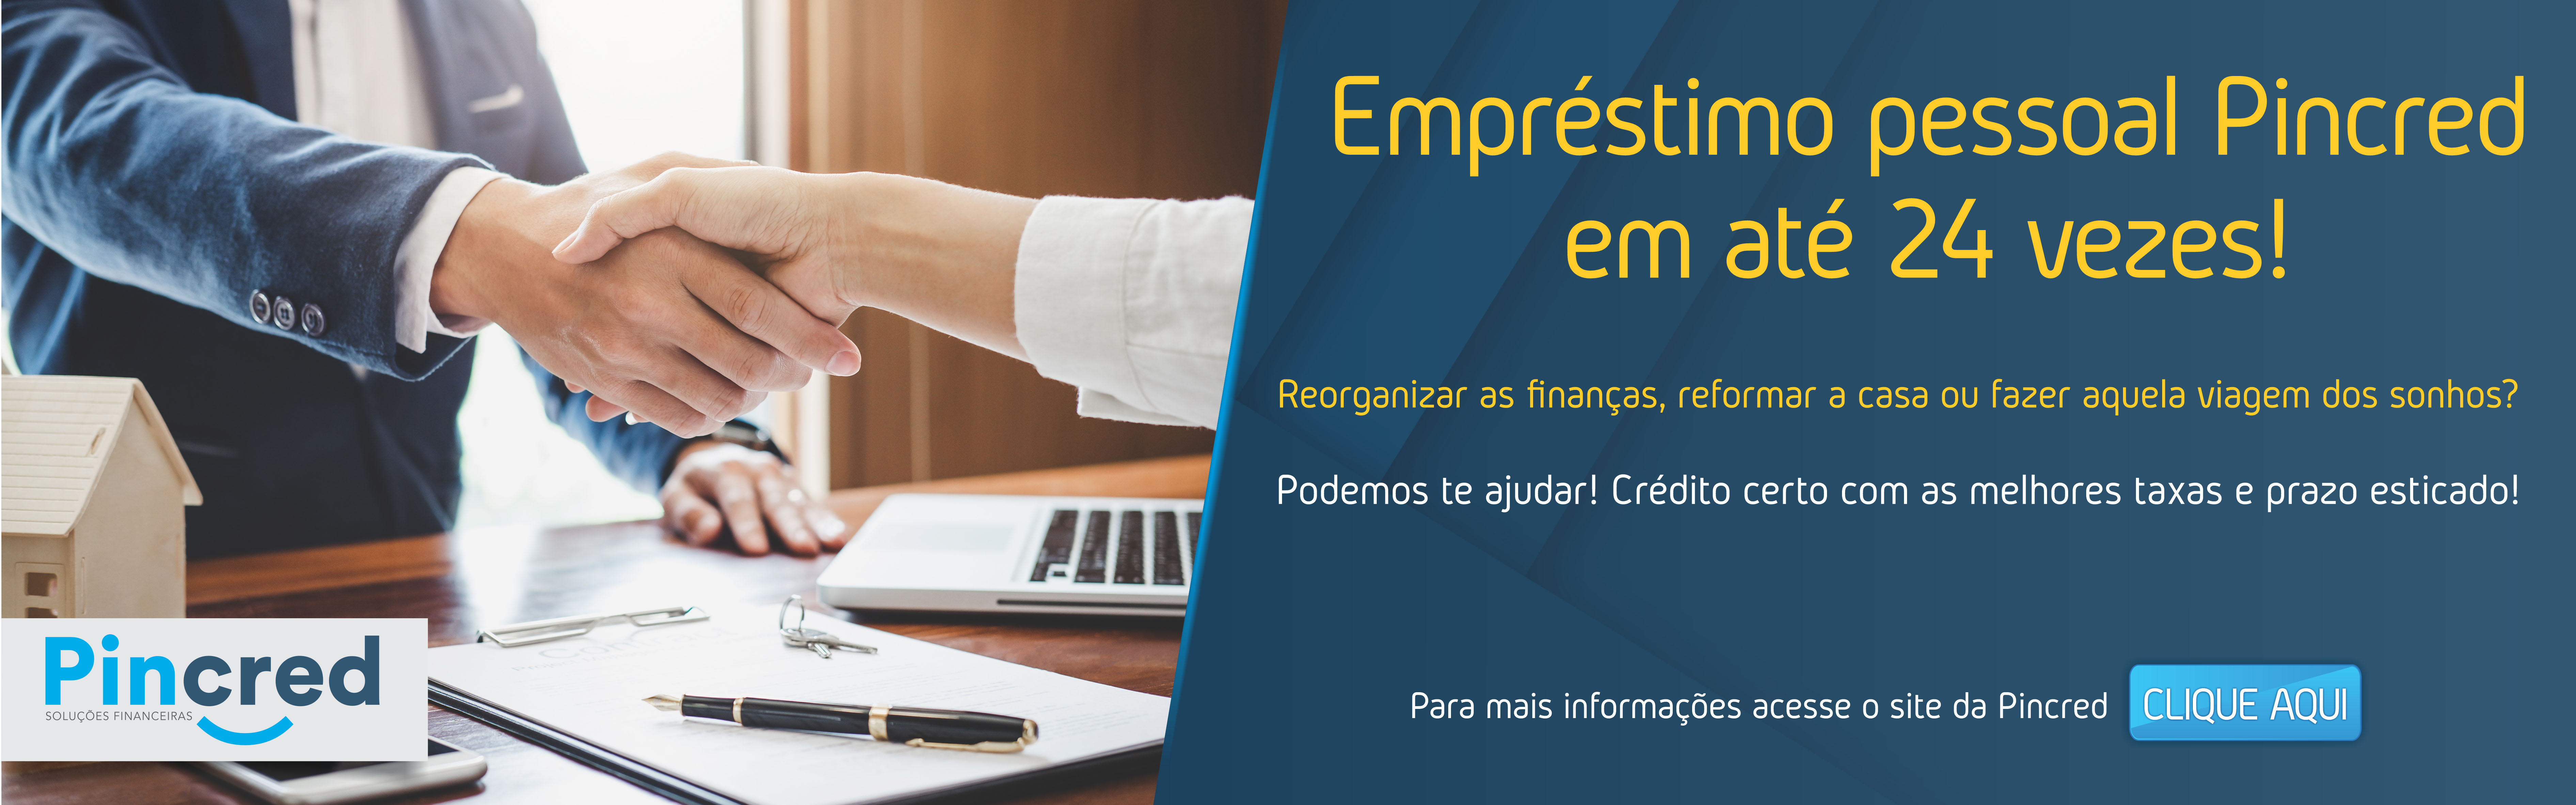 Empréstimo pessoal Pincred
em até 24 vezes!
Reorganizar as finanças, reformar a casa ou fazer aquela viagem dos sonhos?
Podemos te ajudar! Crédito certo com as melhores taxas e prazo esticado!
Para mais informações acesse o site da Pincred
CLIQUE AQUI
Pincred
SOLUÇÕES FINANCEIRAS